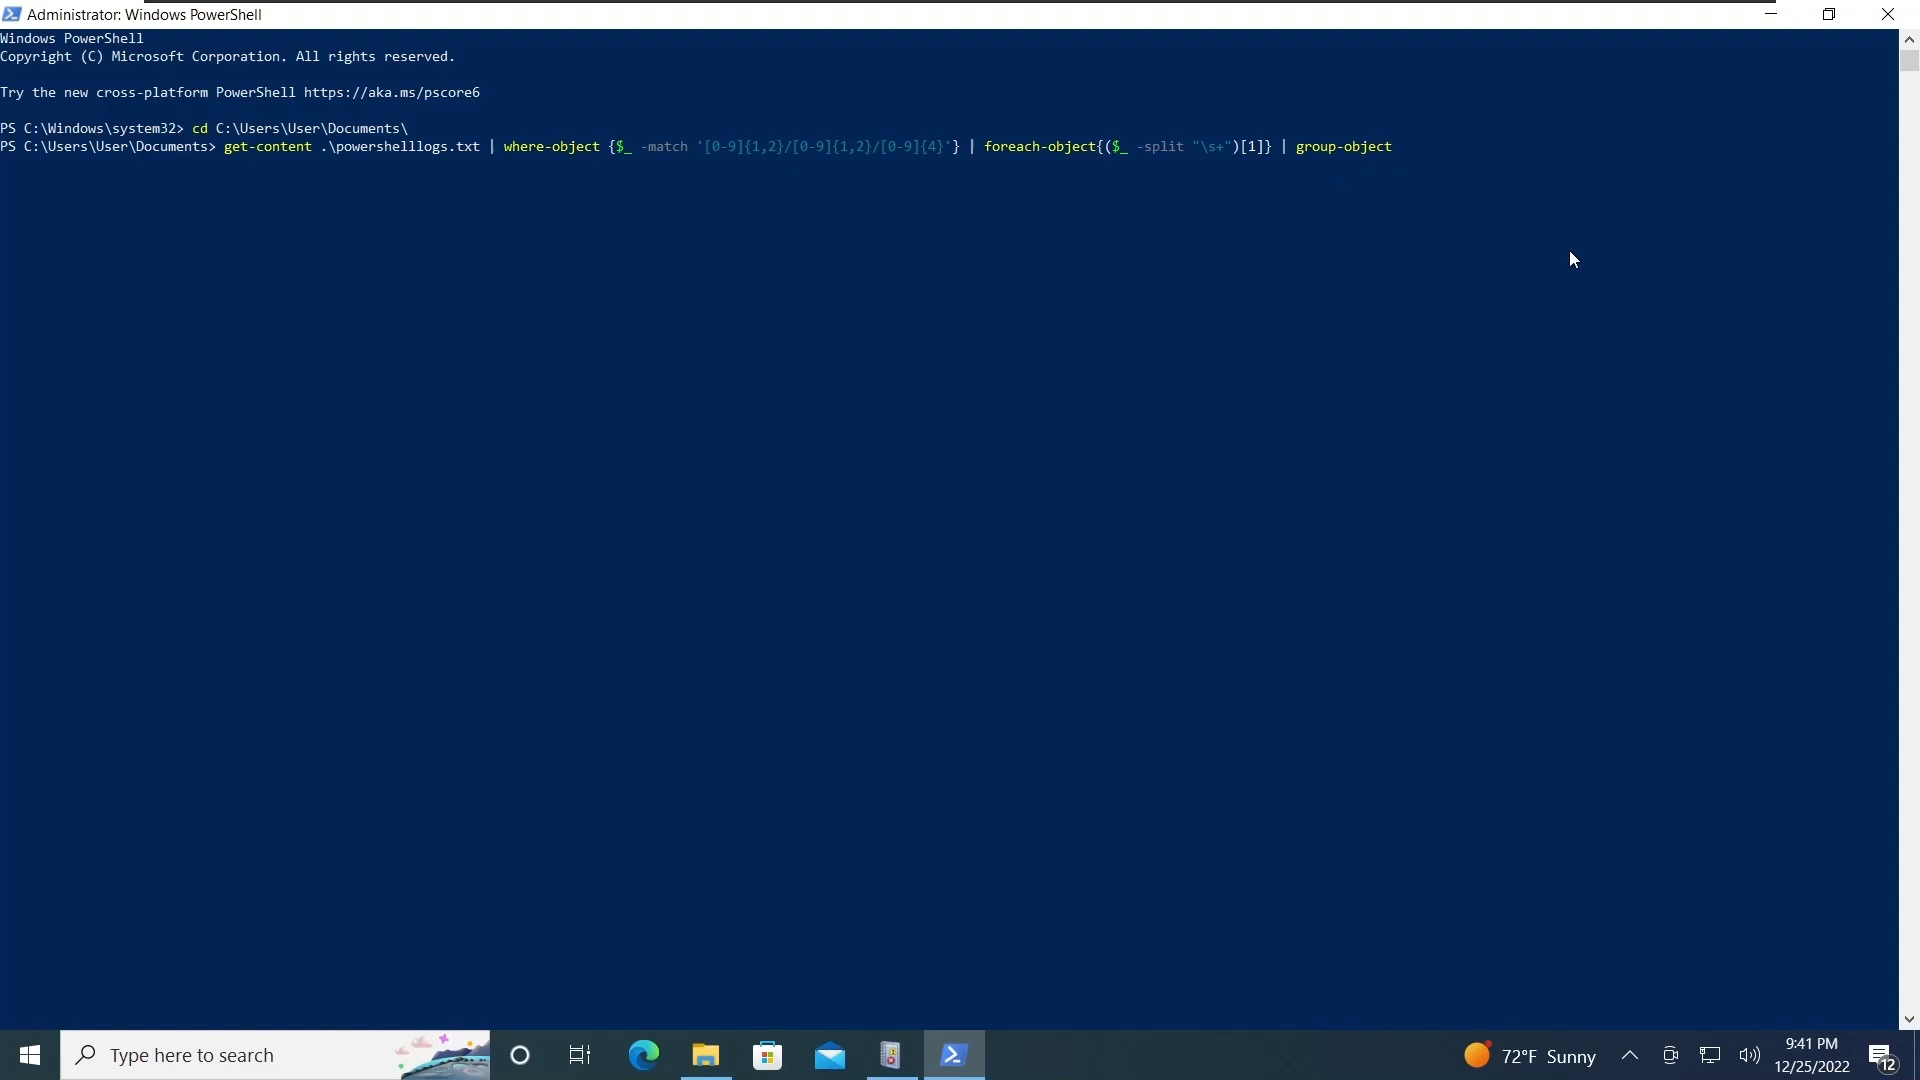 Administrator: Windows PowerShell
Windows PowerShell
Copyright (C) Microsoft Corporation. All rights reserved.
Try the new cross-platform PowerShell https://aka.ms/pscore6
PS C:\Windows\system32> cd C:\Users\User\Documents\
PS C:\Users\User\Documents> get-content .\powershelllogs.txt | where-object {$_ -match '[0-9]{1,2}/[0-9]{1,2}/[0-9]{4}'} | foreach-object{($_ -split "\s+")[1]} | group-object
Type here to search
72°F Sunny
9:41 PM
12/25/2022
12